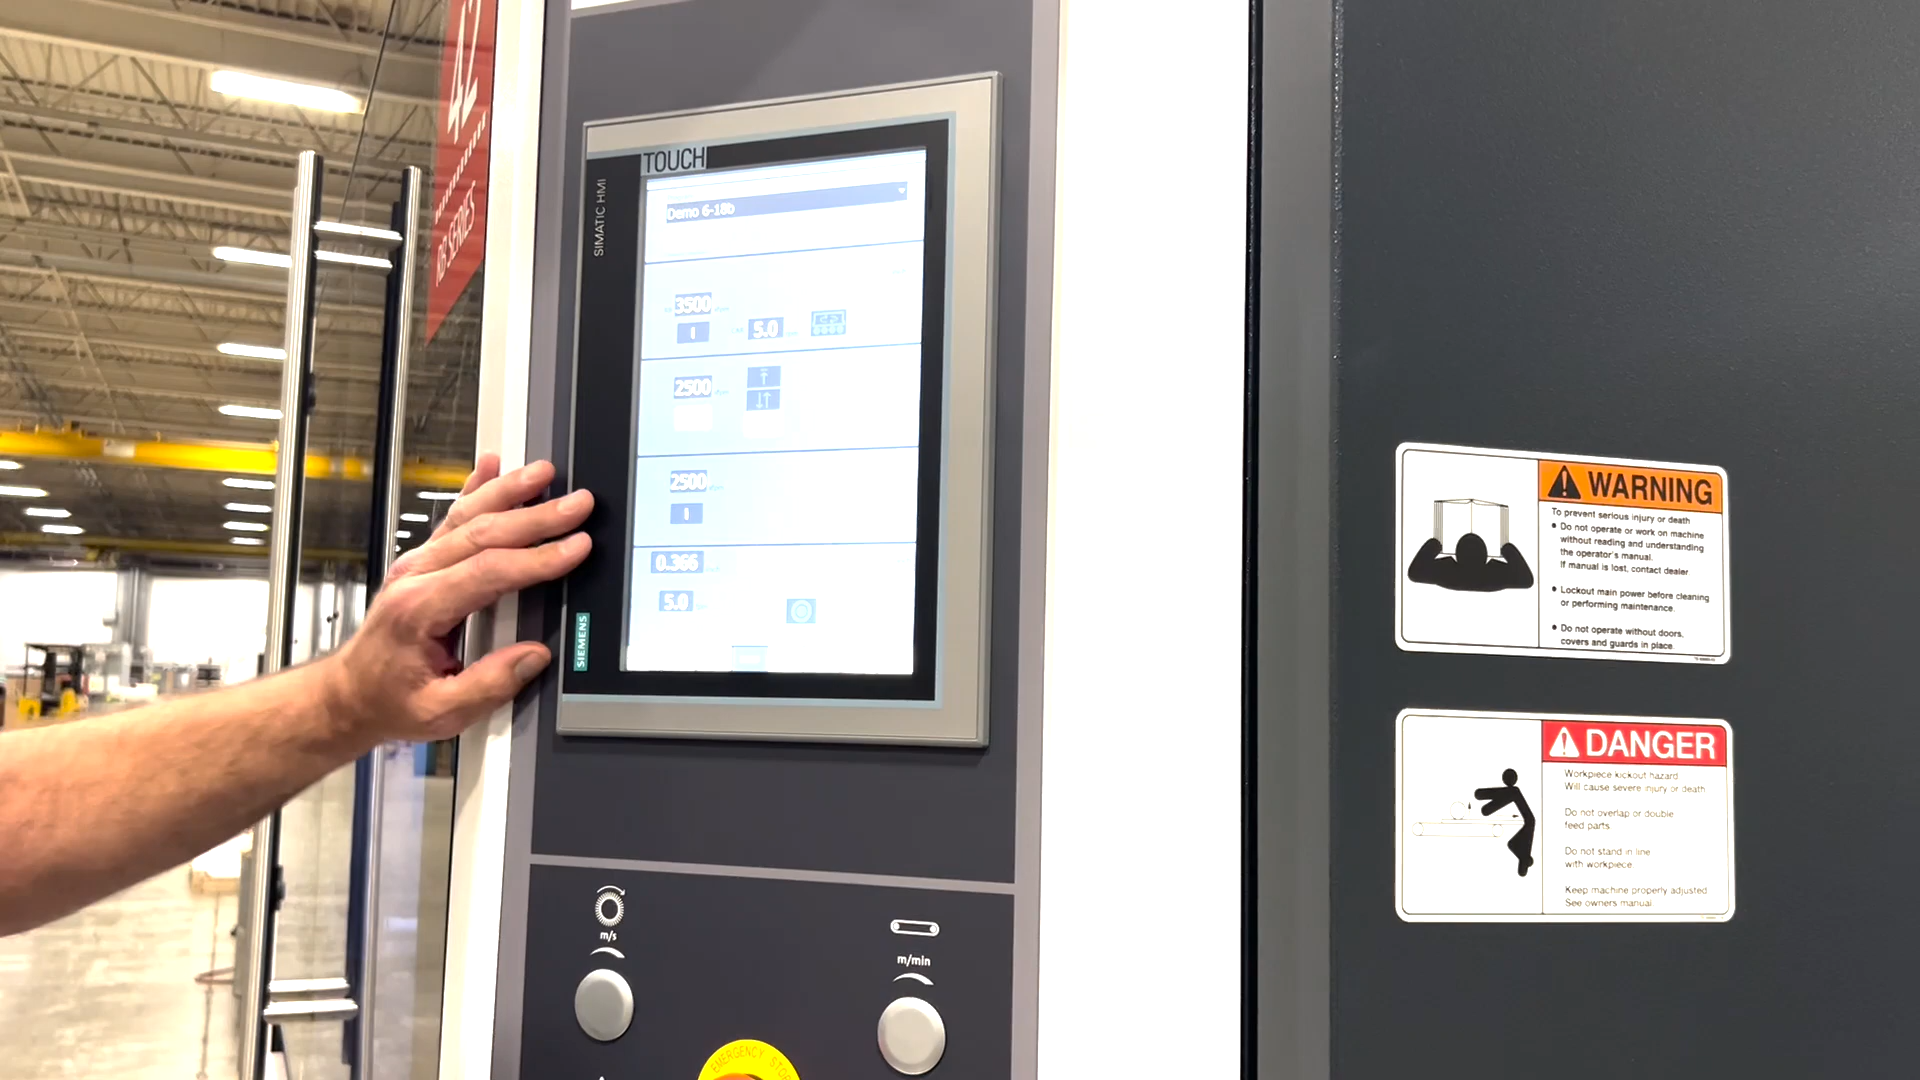 42
RB SERIES
TOUCH
SIMATIC HMI
Demo 6-18b
3500
5.0
2500
2500
0.366
5.0
SIEMENS
m/s
m/min
EMERGENCY STOP
WARNING
To prevent serious injury or death
• Do not operate or work on machine
without reading and understanding
the operator's manual.
If manual is lost, contact dealer
• Lockout main power before cleaning
or performing maintenance.
• Do not operate without doors,
covers and guards in place.
DANGER
Workpiece kickout hazard
Will cause severe injury or death
Do not overlap or double
feed parts
Do not stand in line
with workpiece
Keep machine properly adjusted
See owners manual